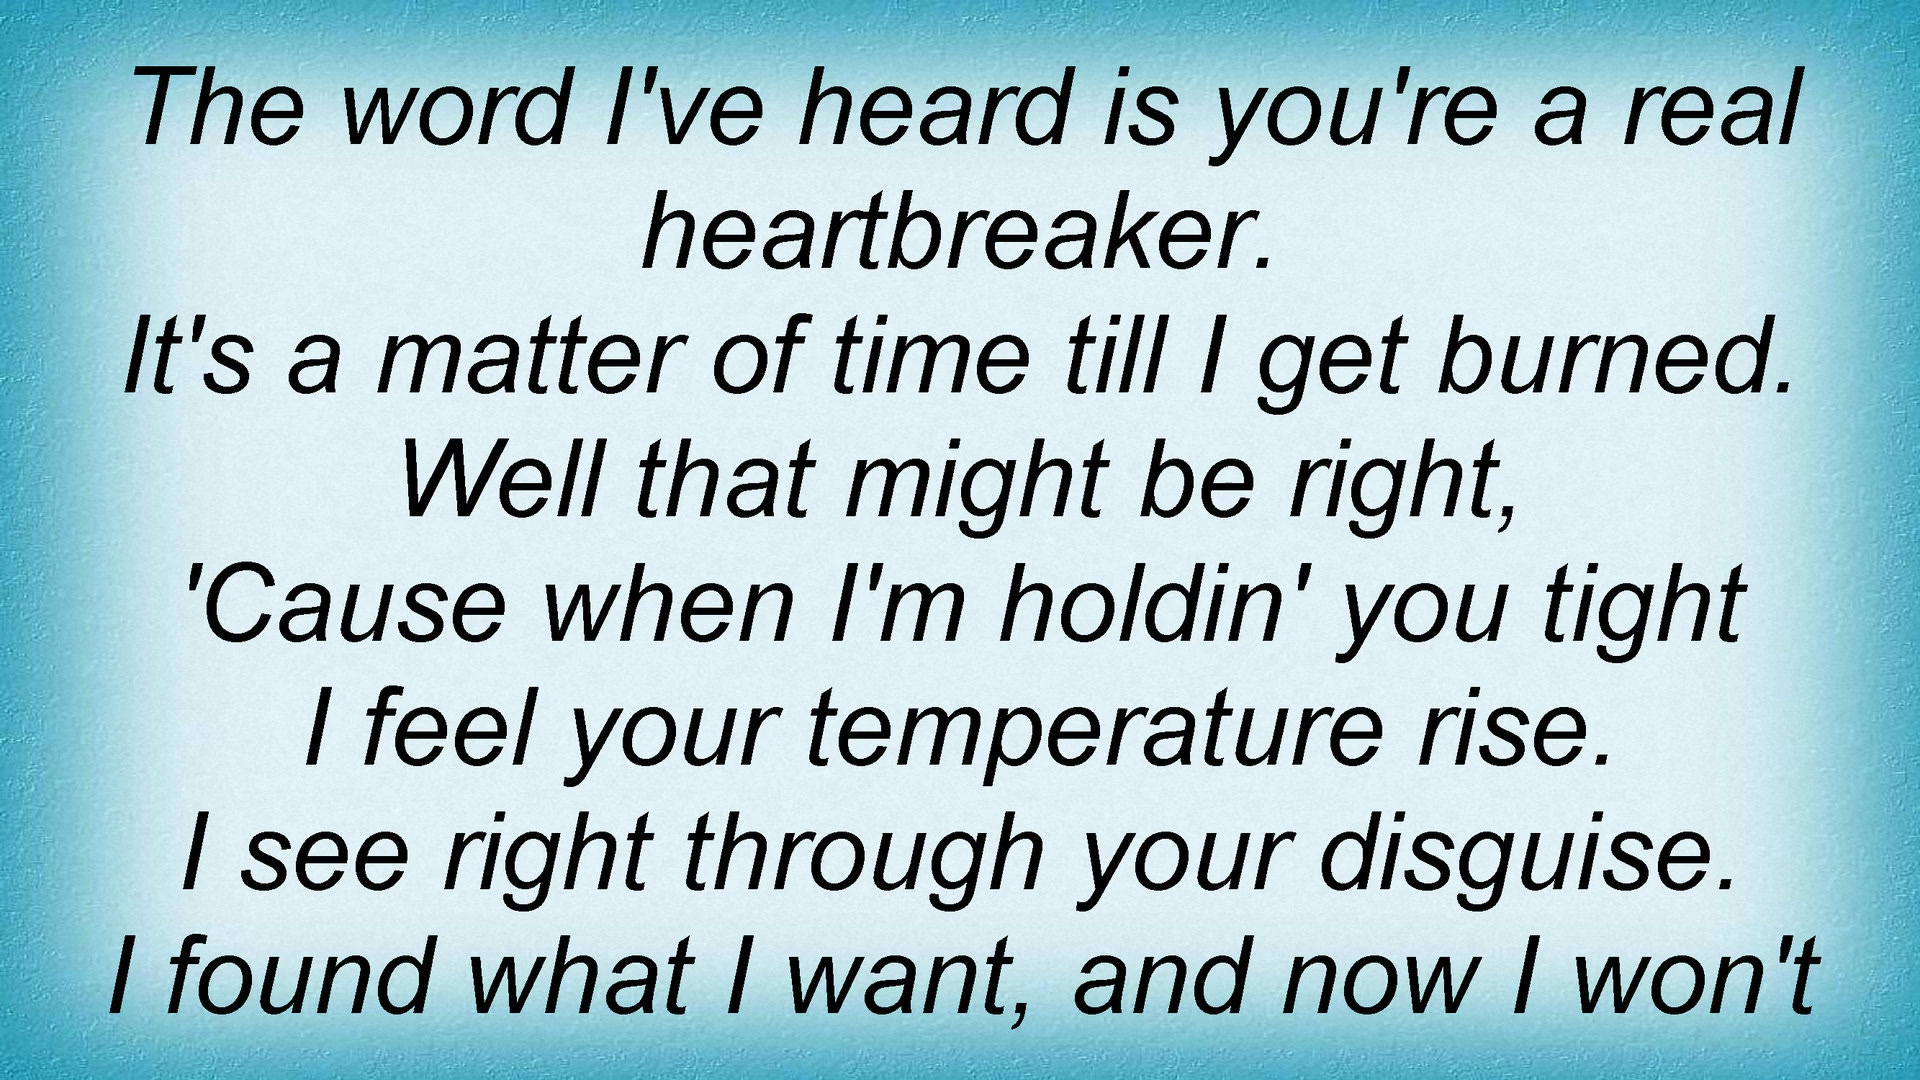 The word I've heard is you're a real
heartbreaker.
It's a matter of time till I get burned.
Well that might be right,
'Cause when I'm holdin' you tight
I feel your temperature rise.
I see right through your disguise.
I found what I want, and now I won't